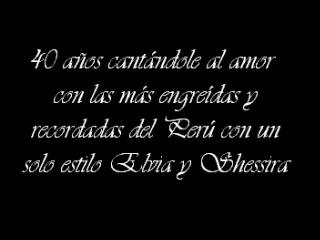 40 años cantándole al amor
con las más engreídas y
recordadas del Perú con un
solo estilo Elvia y Shessira